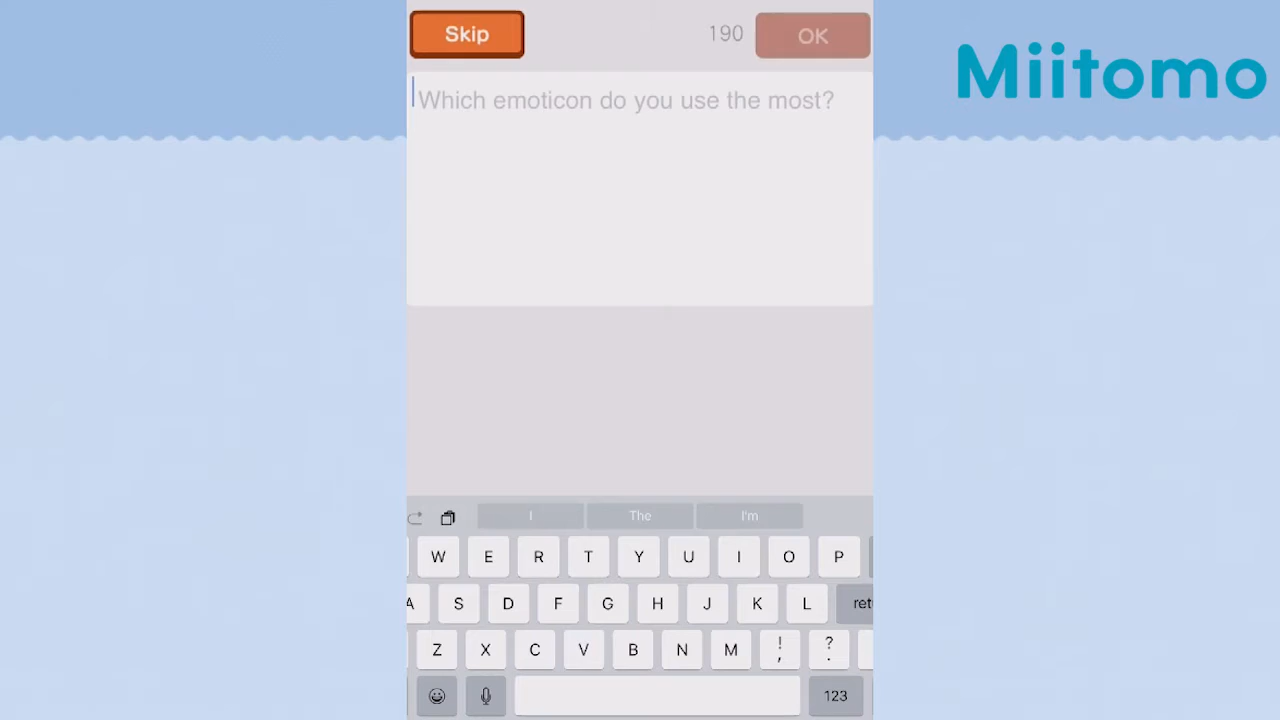 Skip
190
OK
Miitomo
Which emoticon do you use the most?
I
The
I'm
W E R T Y U I O P
A S D F G H J K L ret
Z X C V B N M ! , ? .
123